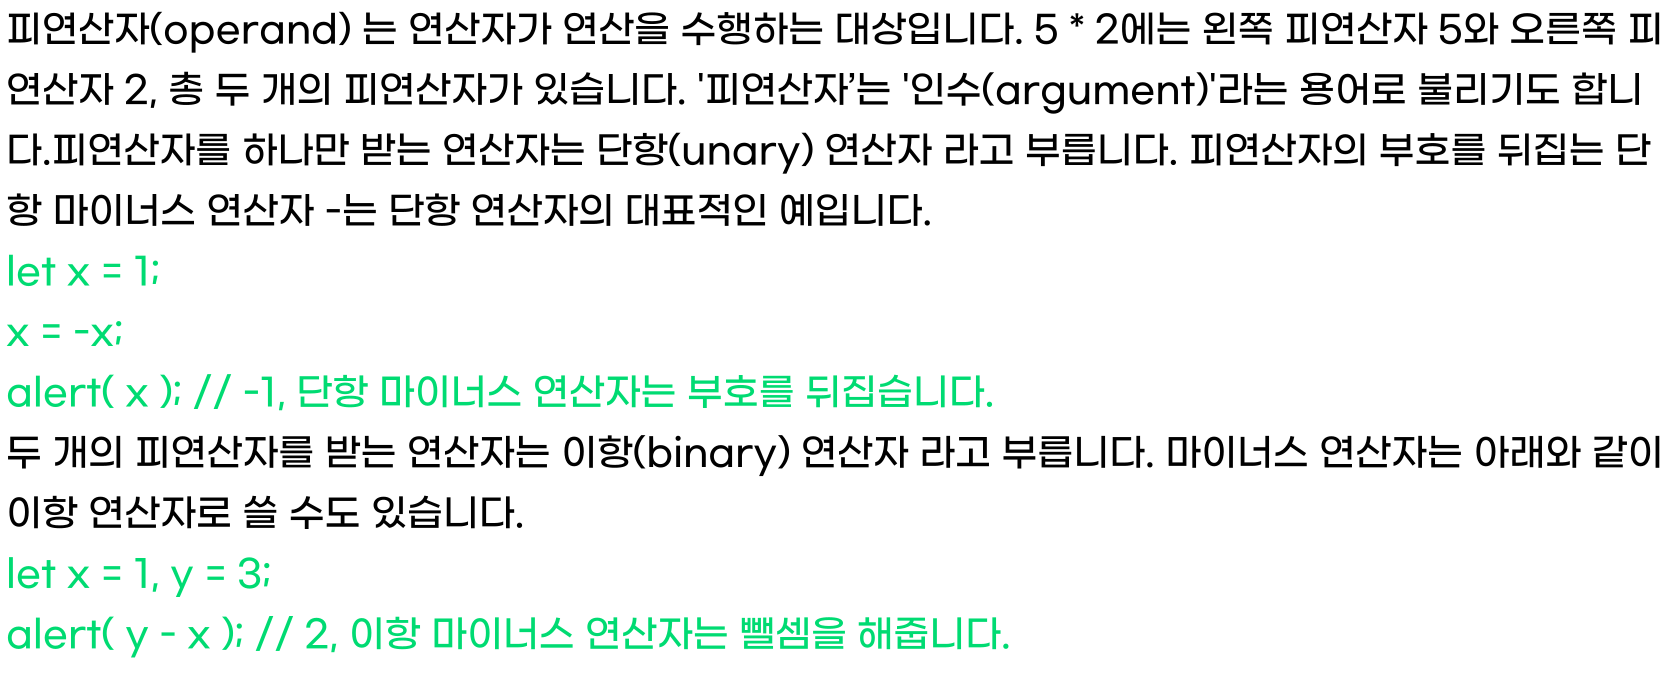 피연산자(operand) 는 연산자가 연산을 수행하는 대상입니다. 5 * 2에는 왼쪽 피연산자 5와 오른쪽 피
연산자 2, 총 두 개의 피연산자가 있습니다. '피연산자’는 '인수(argument)'라는 용어로 불리기도 합니
다.피연산자를 하나만 받는 연산자는 단항(unary) 연산자 라고 부릅니다. 피연산자의 부호를 뒤집는 단
항 마이너스 연산자 -는 단항 연산자의 대표적인 예입니다.
let x = 1;
x = -x;
alert( x ); // -1, 단항 마이너스 연산자는 부호를 뒤집습니다.
두 개의 피연산자를 받는 연산자는 이항(binary) 연산자 라고 부릅니다. 마이너스 연산자는 아래와 같이
이항 연산자로 쓸 수도 있습니다.
let x = 1, y = 3;
alert( y - x ); // 2, 이항 마이너스 연산자는 뺄셈을 해줍니다.